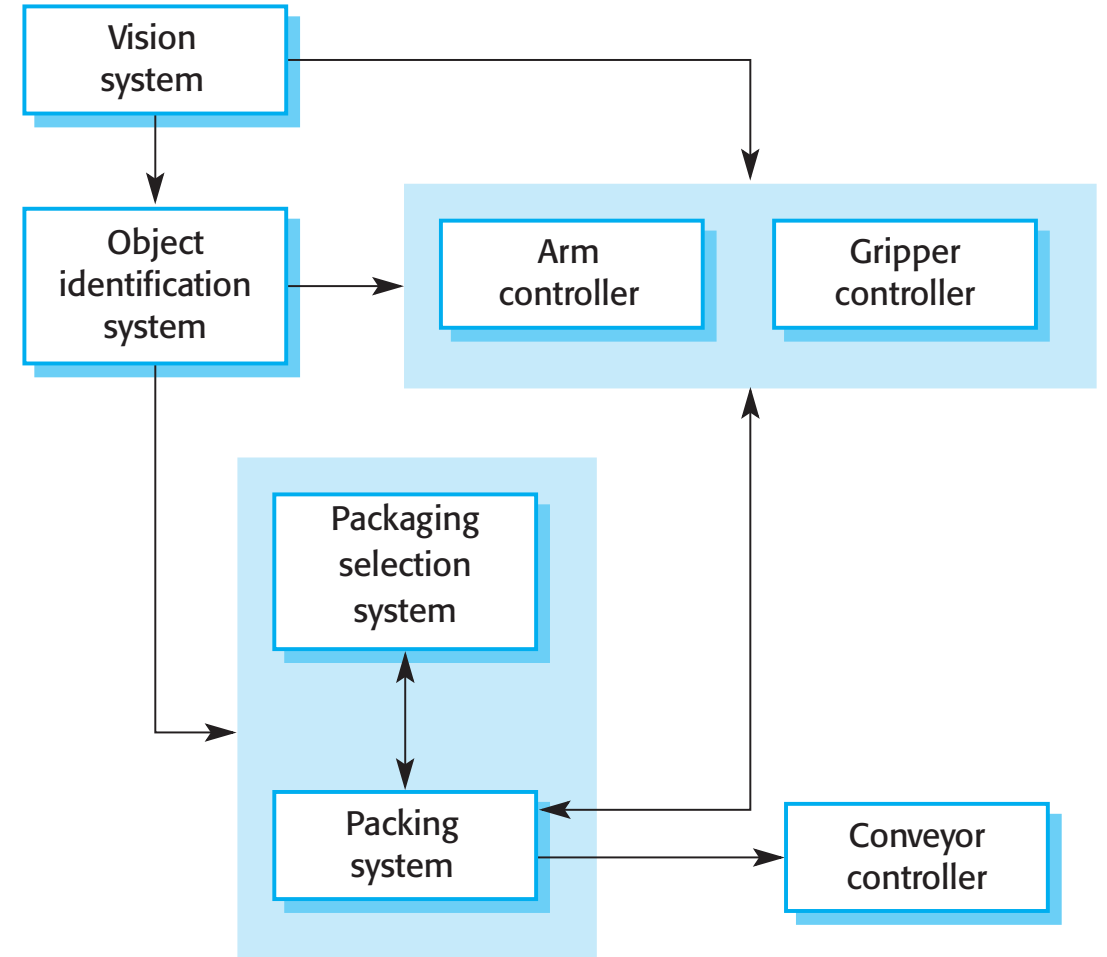 Vision
system
Object
identification
system
Arm
controller
Gripper
controller
Packaging
selection
system
Packing
system
Conveyor
controller